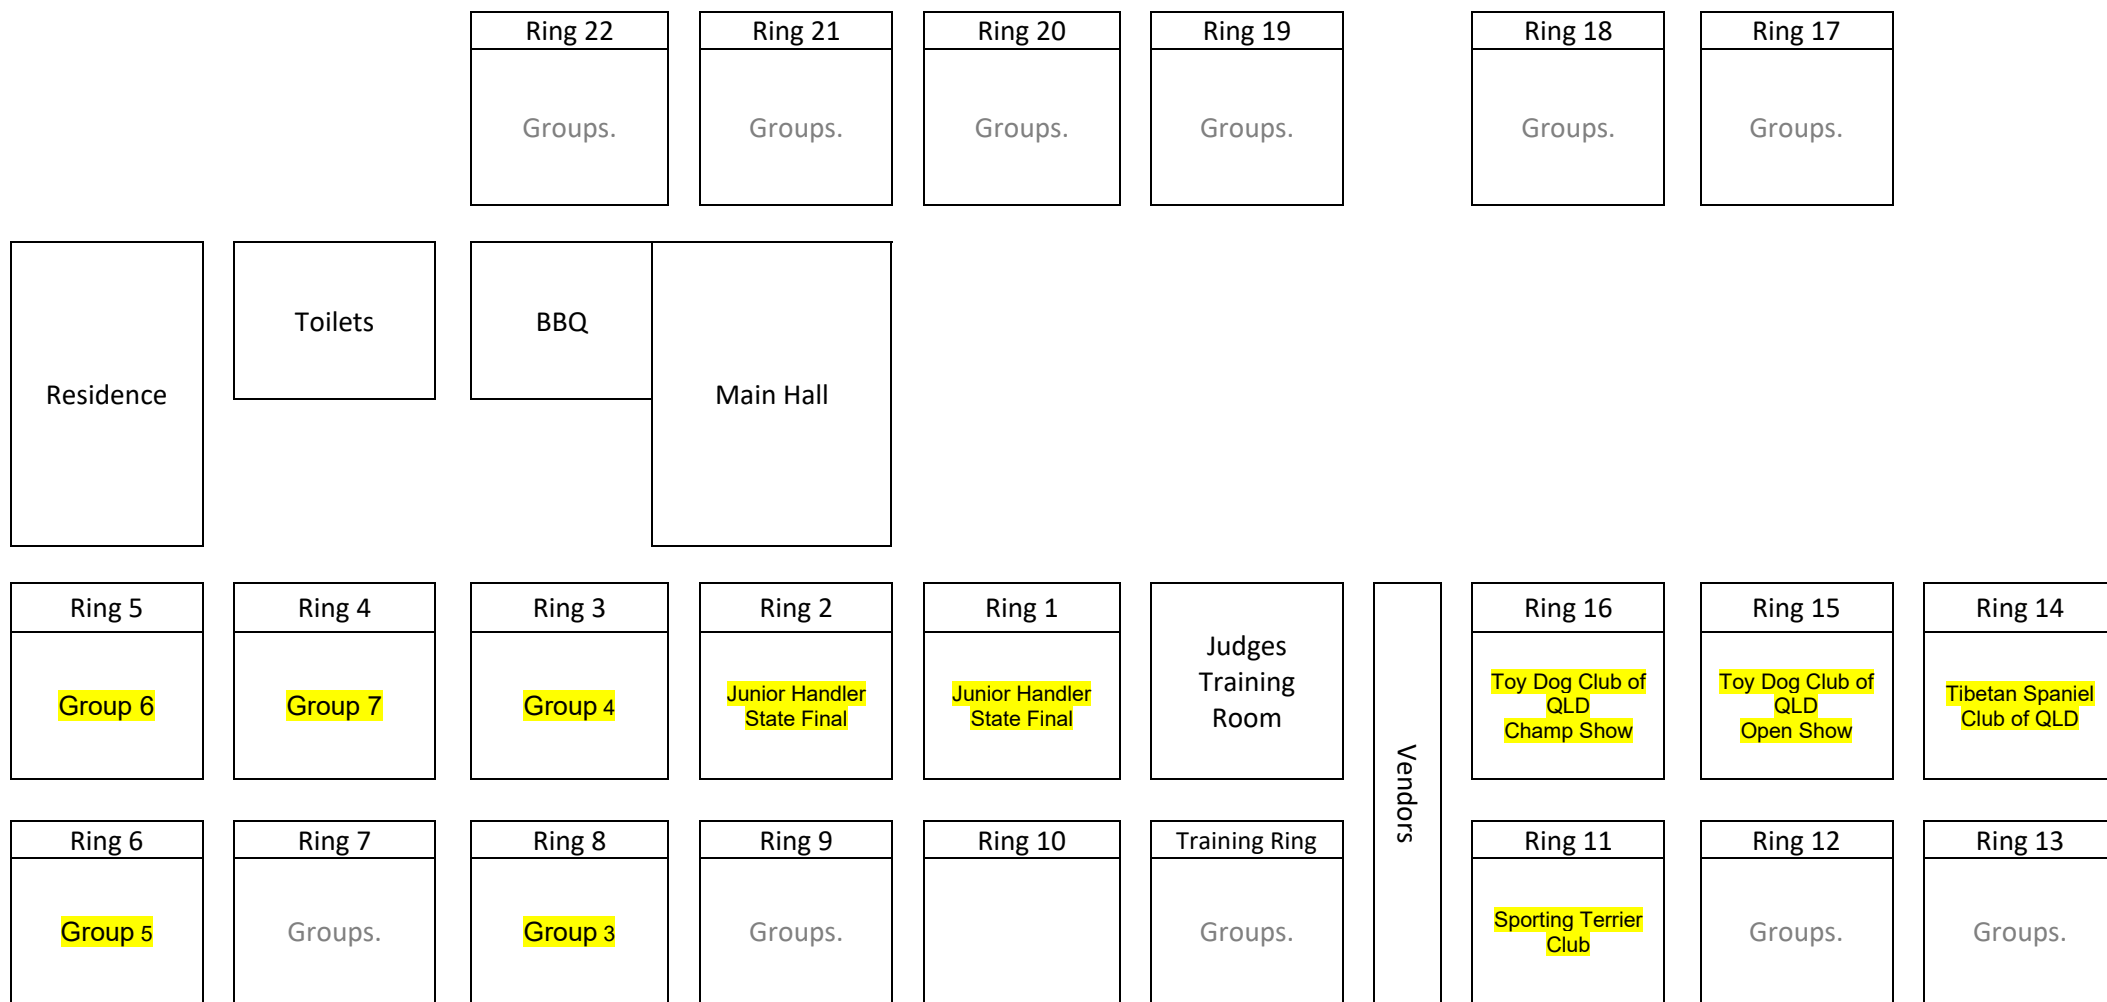 Ring 22
Ring 21
Ring 20
Ring 19
Ring 18
Ring 17
Groups.
Groups.
Groups.
Groups.
Groups.
Groups.
Residence
Toilets
BBQ
Main Hall
Ring 5
Ring 4
Ring 3
Ring 2
Ring 1
Judges
Training
Room
Vendors
Ring 16
Ring 15
Ring 14
Group 6
Group 7
Group 4
Junior Handler
State Final
Junior Handler
State Final
Toy Dog Club of
QLD
Champ Show
Toy Dog Club of
QLD
Open Show
Tibetan Spaniel
Club of QLD
Ring 6
Ring 7
Ring 8
Ring 9
Ring 10
Training Ring
Ring 11
Ring 12
Ring 13
Group 5
Groups.
Group 3
Groups.
Groups.
Sporting Terrier
Club
Groups.
Groups.